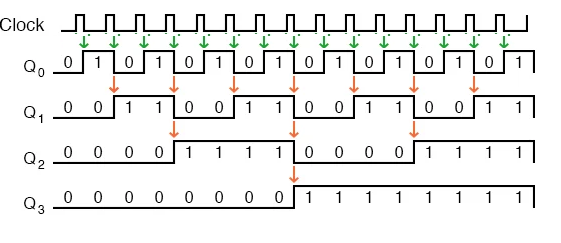 Clock
Q0 0 1 0 1 0 1 0 1 0 1 0 1 0 1 0 1
Q1 0 0 1 1 0 0 1 1 0 0 1 1 0 0 1 1
Q2 0 0 0 0 1 1 1 1 0 0 0 0 1 1 1 1
Q3 0 0 0 0 0 0 0 0 1 1 1 1 1 1 1 1